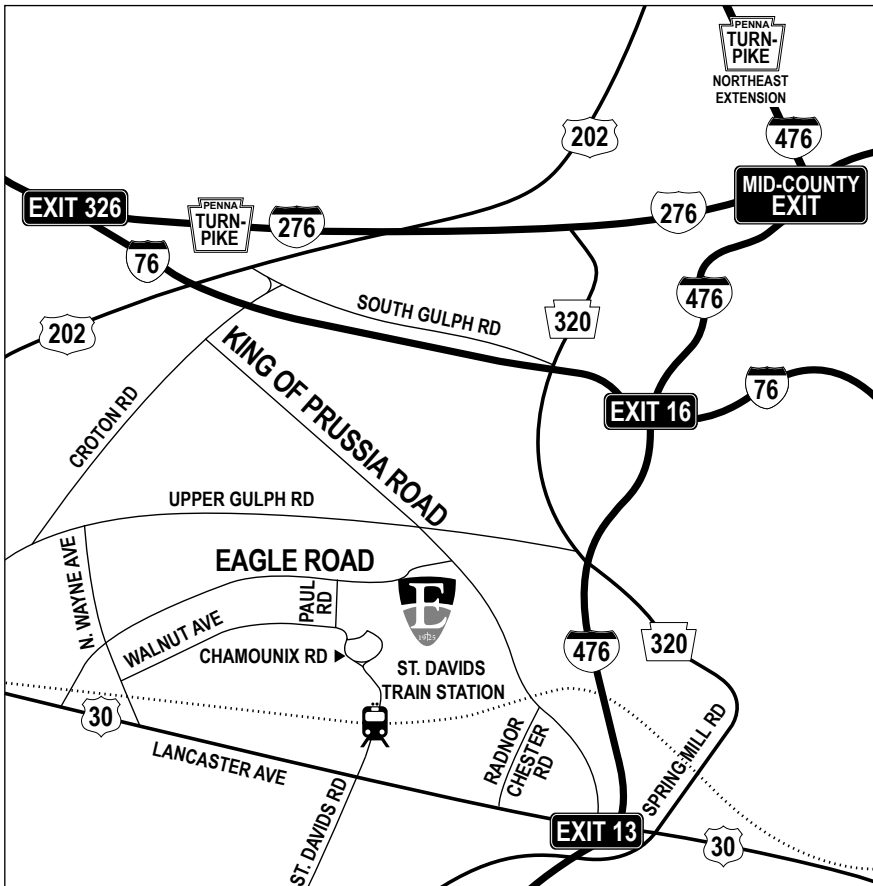 PENNA
TURN-
PIKE
NORTHEAST
EXTENSION
202
476
EXIT 326
PENNA
TURN-
PIKE
276
276
MID-COUNTY
EXIT
76
476
SOUTH GULPH RD
320
202
KING OF PRUSSIA ROAD
76
EXIT 16
CROTON RD
UPPER GULPH RD
EAGLE ROAD
N. WAYNE AVE
PAUL
RD
E
1925
WALNUT AVE
CHAMOUNIX RD
320
476
ST. DAVIDS
TRAIN STATION
30
LANCASTER AVE
RADNOR
CHESTER RD
SPRING MILL RD
ST. DAVIDS RD
EXIT 13
30